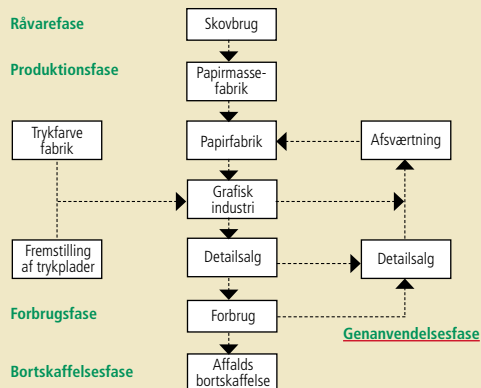 Råvarefase
Skovbrug
Produktionsfase
Papirmasse-
fabrik
Trykfarve
fabrik
Papirfabrik
Afsværtning
Grafisk
industri
Fremstilling
af trykplader
Detailsalg
Detailsalg
Forbrugsfase
Forbrug
Genanvendelsesfase
Bortskaffelsesfase
Affalds
bortskaffelse